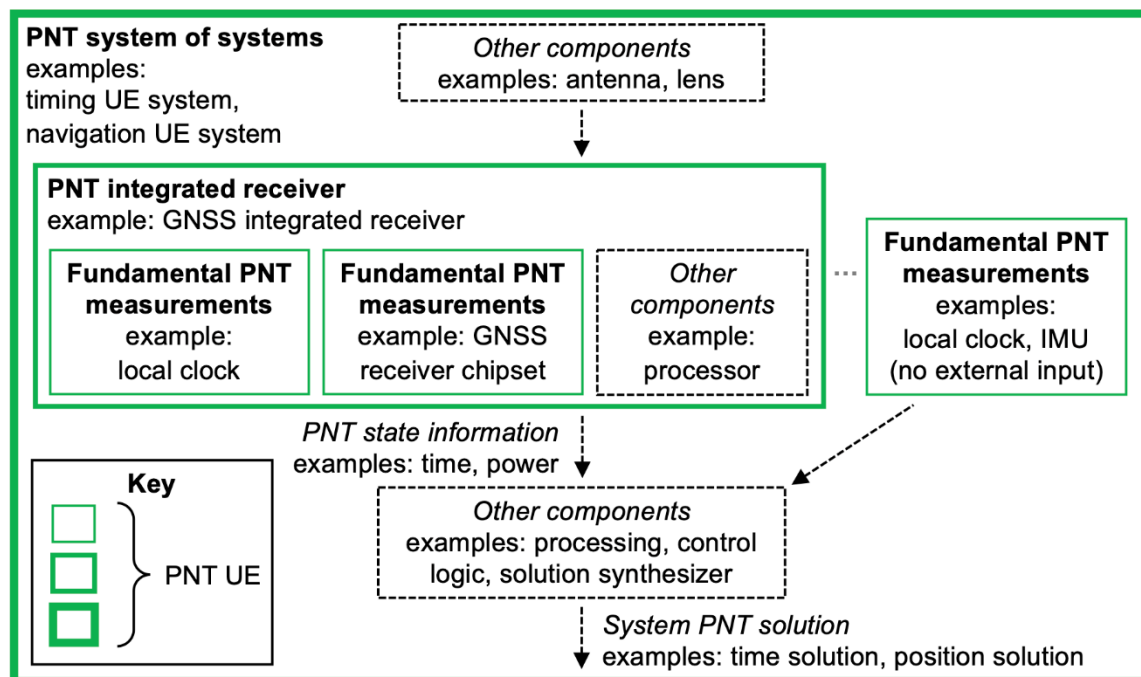 PNT system of systems
examples:
timing UE system,
navigation UE system
Other components
examples: antenna, lens
PNT integrated receiver
example: GNSS integrated receiver
Fundamental PNT
measurements
example:
local clock
Fundamental PNT
measurements
example: GNSS
receiver chipset
Other
components
example:
processor
...
Fundamental PNT
measurements
examples:
local clock, IMU
(no external input)
PNT state information
examples: time, power
Other components
examples: processing, control
logic, solution synthesizer
System PNT solution
examples: time solution, position solution
Key
PNT UE